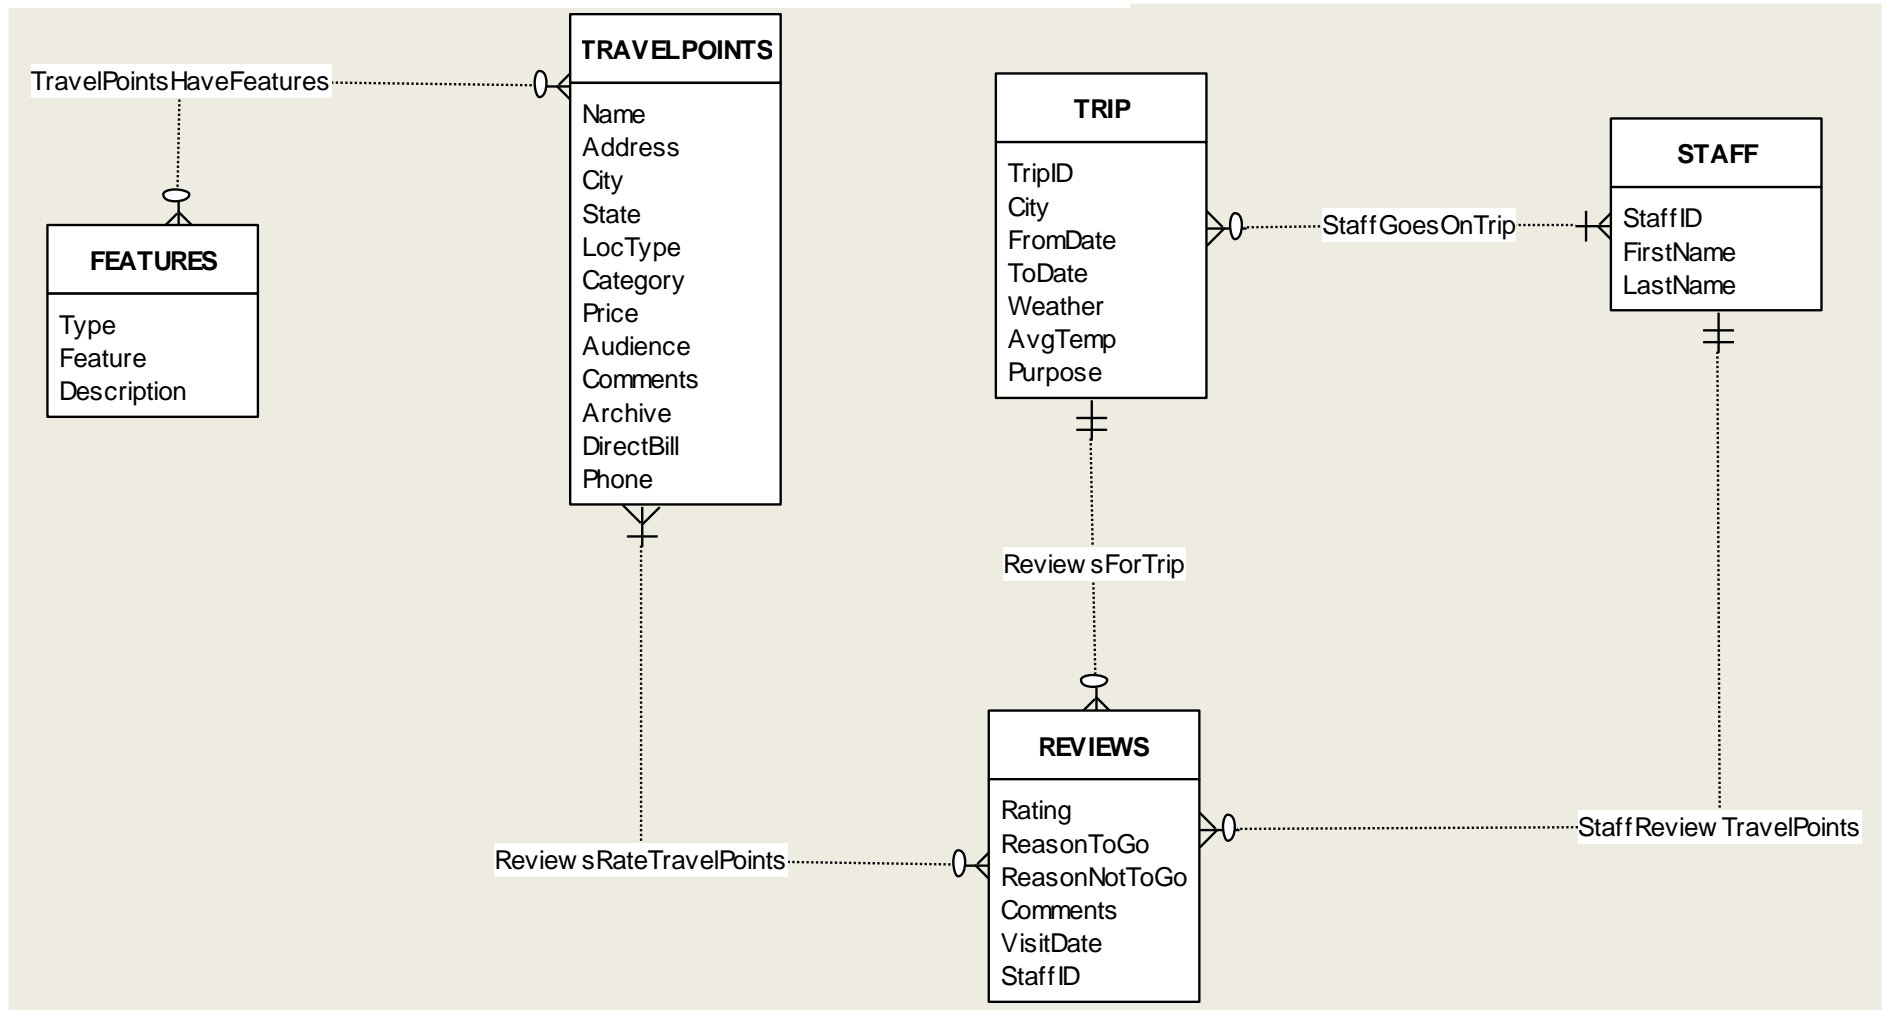 TRAVELPOINTS
Name
Address
City
State
LocType
Category
Price
Audience
Comments
Archive
DirectBill
Phone
TravelPointsHaveFeatures
FEATURES
Type
Feature
Description
TRIP
TripID
City
FromDate
ToDate
Weather
AvgTemp
Purpose
StaffGoesOnTrip
STAFF
StaffID
FirstName
LastName
ReviewsForTrip
REVIEWS
Rating
ReasonToGo
ReasonNotToGo
Comments
VisitDate
StaffID
ReviewsRateTravelPoints
StaffReview TravelPoints